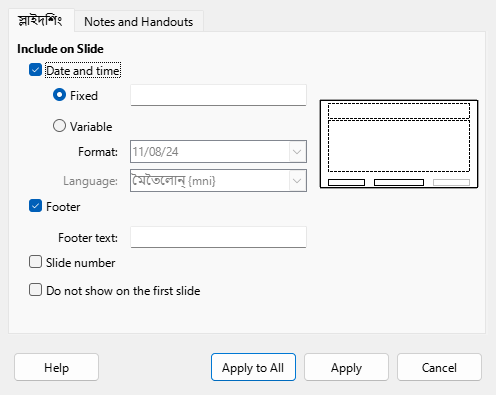 স্লাইদশিং Notes and Handouts
Include on Slide
Date and time
Fixed
Variable
Format: 11/08/24
Language: মৈতৈলোন্ {mni}
Footer
Footer text:
Slide number
Do not show on the first slide
Help Apply to All Apply Cancel